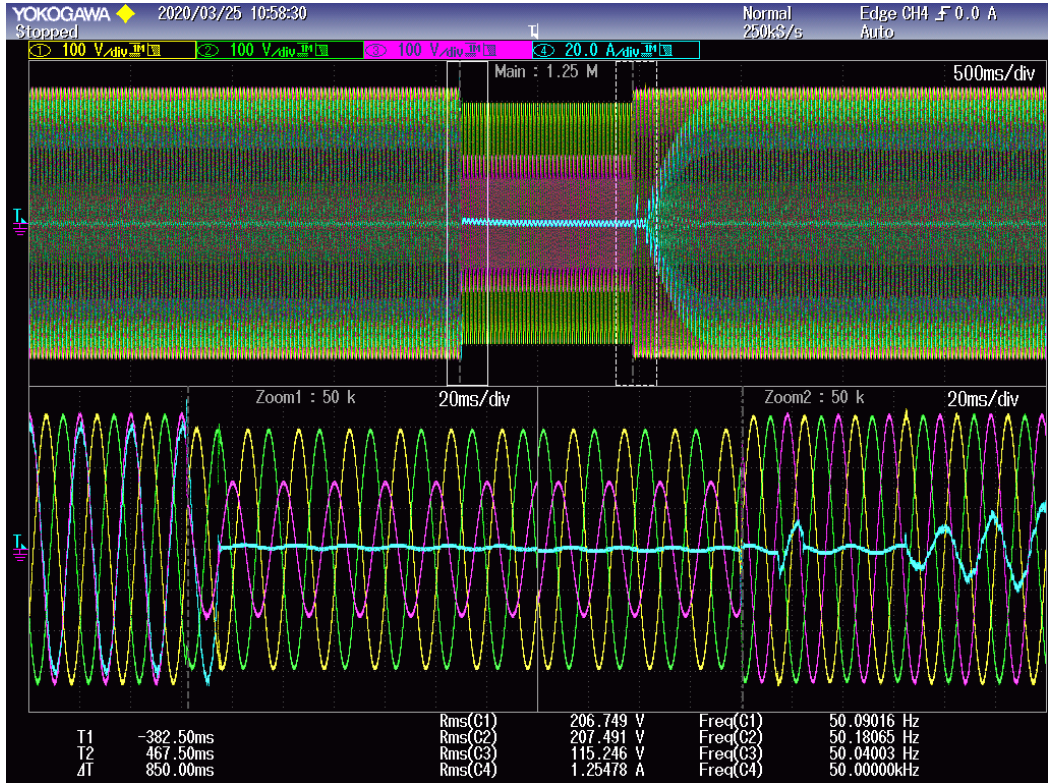 YOKOGAWA 2020/03/25 10:58:30 Normal Edge CH4 0.0 A
Stopped 250kS/s Auto
1 100 V/div 1M 2 100 V/div 1M 3 100 V/div 1M 4 20.0 A/div 1M
Main : 1.25 M 500ms/div
T
T
Zoom1 : 50 k 20ms/div Zoom2 : 50 k 20ms/div
T
Rms(C1) 206.749 V Freq(C1) 50.09016 Hz
T1 -382.50ms Rms(C2) 207.491 V Freq(C2) 50.18065 Hz
T2 467.50ms Rms(C3) 115.246 V Freq(C3) 50.04003 Hz
ΔT 850.00ms Rms(C4) 1.25478 A Freq(C4) 50.00000kHz